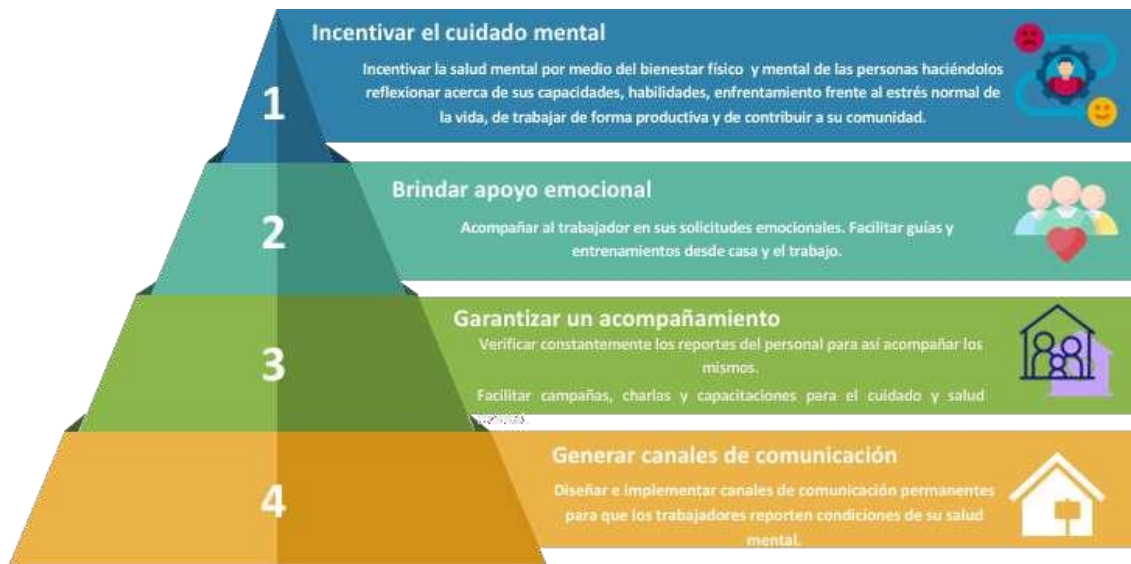 Incentivar el cuidado mental
Incentivar la salud mental por medio del bienestar físico y mental de las personas haciéndolos
reflexionar acerca de sus capacidades, habilidades, enfrentamiento frente al estrés normal de
la vida, de trabajar de forma productiva y de contribuir a su comunidad.
1
Brindar apoyo emocional
Acompañar al trabajador en sus solicitudes emocionales. Facilitar guías y
entrenamientos desde casa y el trabajo.
2
Garantizar un acompañamiento
Verificar constantemente los reportes del personal para así acompañar los
mismos.
Facilitar campañas, charlas y capacitaciones para el cuidado y salud
3
Generar canales de comunicación
Diseñar e implementar canales de comunicación permanentes
para que los trabajadores reporten condiciones de su salud
mental.
4